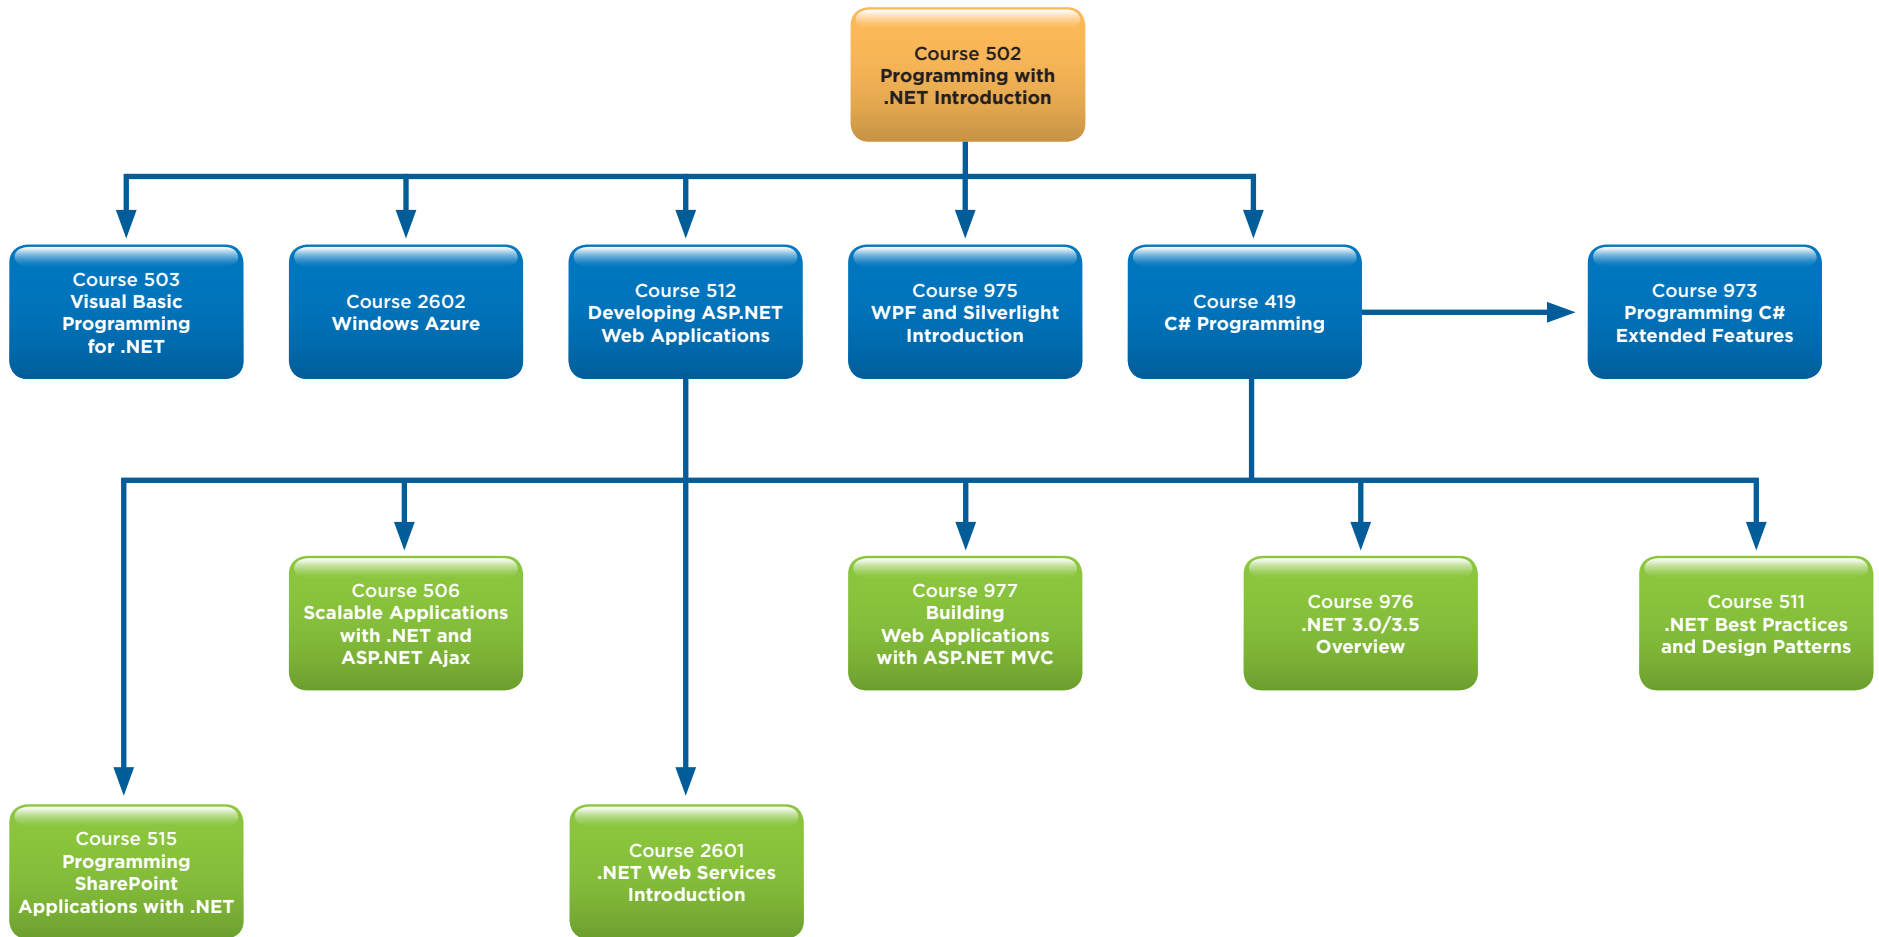 Course 502
Programming with
.NET Introduction
Course 503
Visual Basic
Programming
for .NET
Course 2602
Windows Azure
Course 512
Developing ASP.NET
Web Applications
Course 975
WPF and Silverlight
Introduction
Course 419
C# Programming
Course 973
Programming C#
Extended Features
Course 506
Scalable Applications
with .NET and
ASP.NET Ajax
Course 977
Building
Web Applications
with ASP.NET MVC
Course 976
.NET 3.0/3.5
Overview
Course 511
.NET Best Practices
and Design Patterns
Course 515
Programming
SharePoint
Applications with .NET
Course 2601
.NET Web Services
Introduction